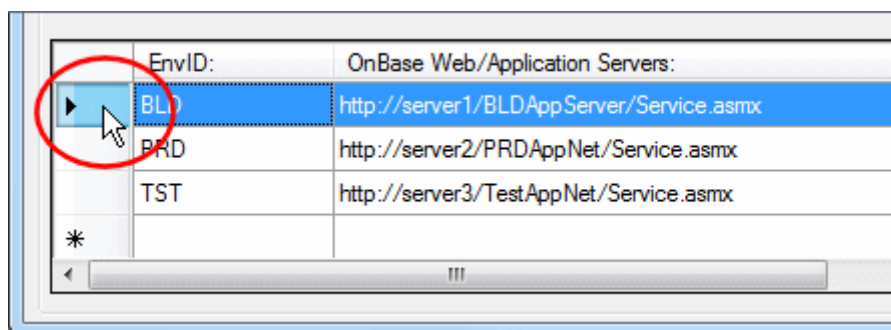 EnvID: OnBase Web/Application Servers:
BLD http://server1/BLDAppServer/Service.asmx
PRD http://server2/PRDAppNet/Service.asmx
TST http://server3/TestAppNet/Service.asmx